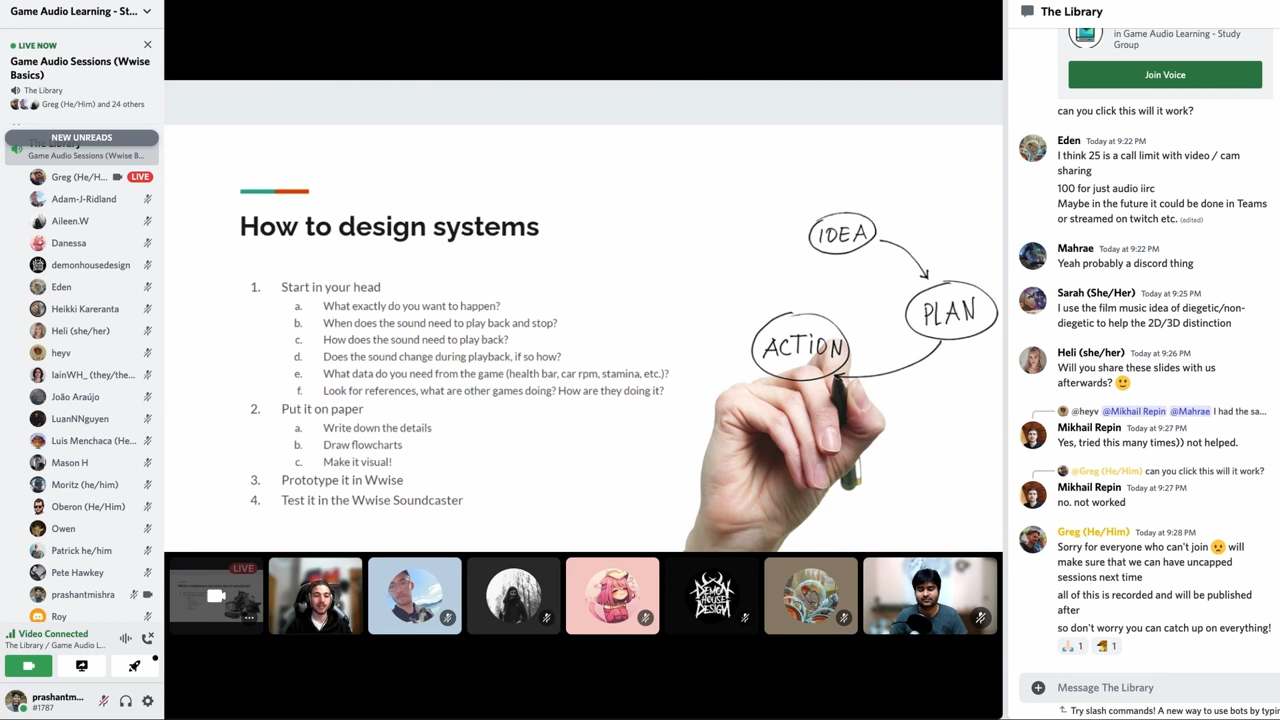 Game Audio Learning - St...
LIVE NOW
Game Audio Sessions (Wwise
Basics)
The Library
Greg (He/Him) and 24 others
NEW UNREADS
Game Audio Sessions (Wwise B...
Greg (He/H...
LIVE
Adam-J-Ridland
Aileen.W
Danessa
demonhousedesign
Eden
Heikki Kareranta
Heli (she/her)
heyv
IainWH_ (they/the...
João Araújo
LuanNNguyen
Luis Menchaca (He...
Mason H
Moritz (he/him)
Oberon (He/Him)
Owen
Patrick he/him
Pete Hawkey
prashantmishra
Roy
Video Connected
The Library / Game Audio L...
prashantm...
#1787
How to design systems
1. Start in your head
a. What exactly do you want to happen?
b. When does the sound need to play back and stop?
c. How does the sound need to play back?
d. Does the sound change during playback, if so how?
e. What data do you need from the game (health bar, car rpm, stamina, etc.)?
f. Look for references, what are other games doing? How are they doing it?
2. Put it on paper
a. Write down the details
b. Draw flowcharts
c. Make it visual!
3. Prototype it in Wwise
4. Test it in the Wwise Soundcaster
IDEA
PLAN
ACTION
LIVE
DEMON
HOUSE
DESIGN
The Library
in Game Audio Learning - Study
Group
Join Voice
can you click this will it work?
Eden Today at 9:22 PM
I think 25 is a call limit with video / cam
sharing
100 for just audio iirc
Maybe in the future it could be done in Teams
or streamed on twitch etc. (edited)
Mahrae Today at 9:22 PM
Yeah probably a discord thing
Sarah (She/Her) Today at 9:25 PM
I use the film music idea of diegetic/non-
diegetic to help the 2D/3D distinction
Heli (she/her) Today at 9:26 PM
Will you share these slides with us
afterwards? 🙂
@heyv @Mikhail Repin @Mahrae I had the sa...
Mikhail Repin Today at 9:27 PM
Yes, tried this many times)) not helped.
@Greg (He/Him) can you click this will it work?
Mikhail Repin Today at 9:27 PM
no. not worked
Greg (He/Him) Today at 9:28 PM
Sorry for everyone who can't join 😟 will
make sure that we can have uncapped
sessions next time
all of this is recorded and will be published
after
so don't worry you can catch up on everything!
1 1
Message The Library
Try slash commands! A new way to use bots by typin